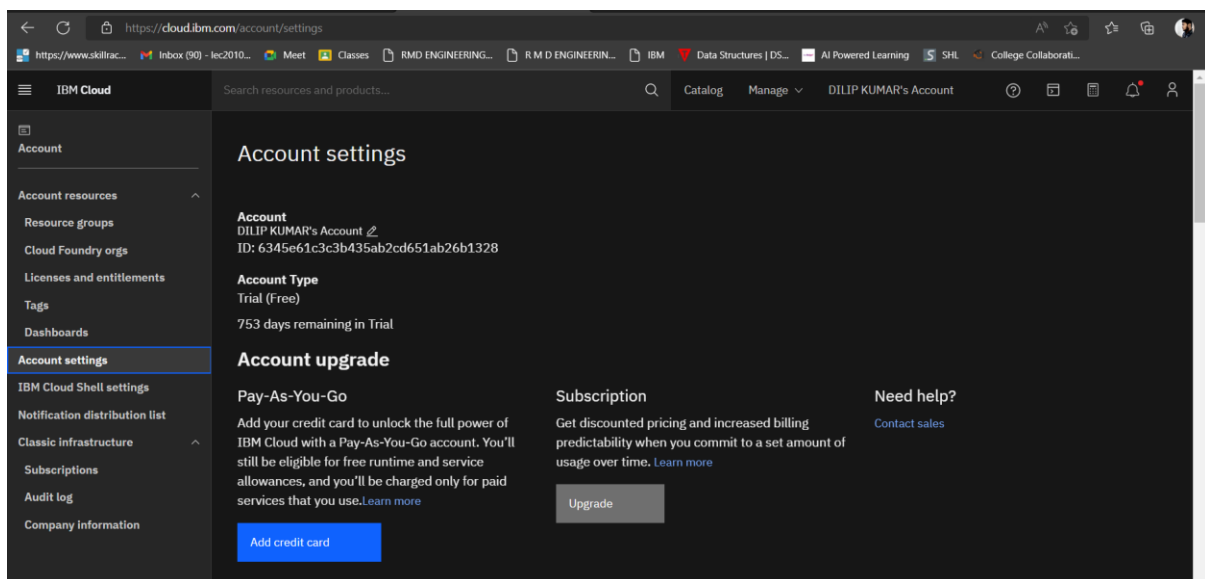 https://cloud.ibm.com/account/settings
https://www.skillrac...
Inbox (90) - lec2010...
Meet
Classes
RMD ENGINEERING...
R M D ENGINEERIN...
IBM
Data Structures | DS...
AI Powered Learning
SHL
College Collaborati...
IBM Cloud
Search resources and products...
Catalog
Manage
DILIP KUMAR's Account
Account
Account resources
Resource groups
Cloud Foundry orgs
Licenses and entitlements
Tags
Dashboards
Account settings
IBM Cloud Shell settings
Notification distribution list
Classic infrastructure
Subscriptions
Audit log
Company information
Account settings
Account
DILIP KUMAR's Account
ID: 6345e61c3c3b435ab2cd651ab26b1328
Account Type
Trial (Free)
753 days remaining in Trial
Account upgrade
Pay-As-You-Go
Add your credit card to unlock the full power of
IBM Cloud with a Pay-As-You-Go account. You'll
still be eligible for free runtime and service
allowances, and you'll be charged only for paid
services that you use.Learn more
Add credit card
Subscription
Get discounted pricing and increased billing
predictability when you commit to a set amount of
usage over time. Learn more
Upgrade
Need help?
Contact sales